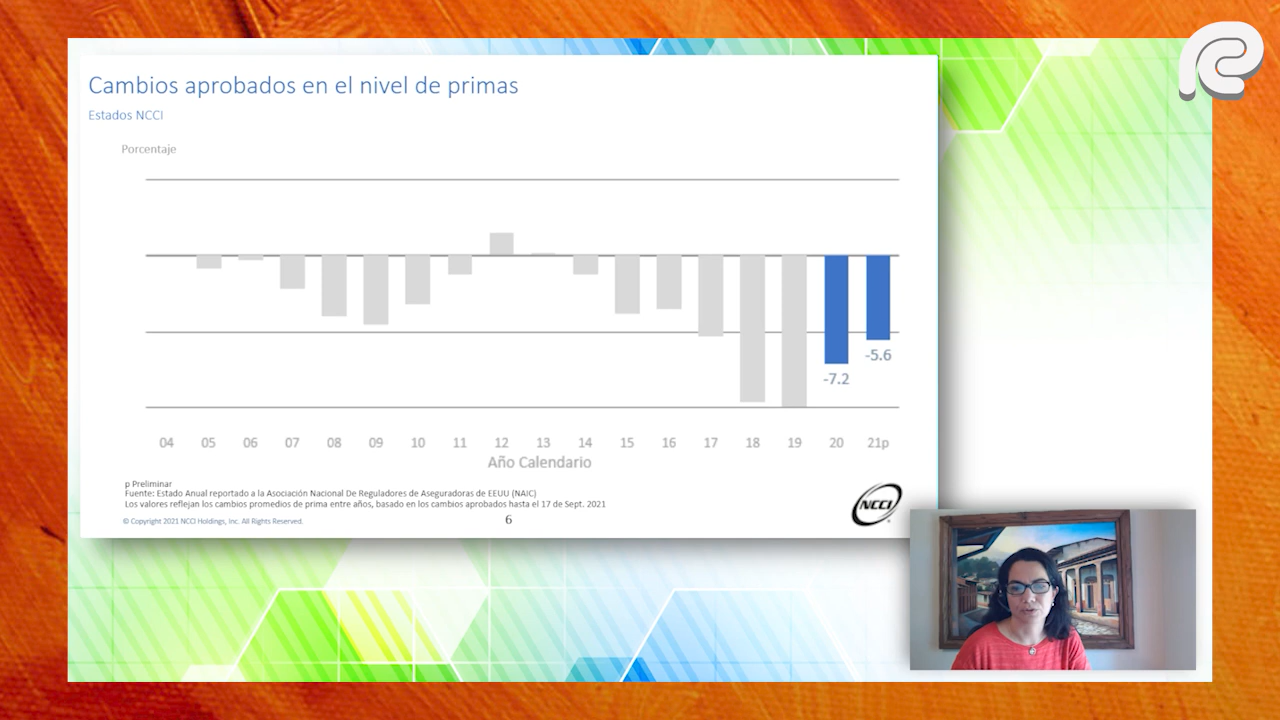 Cambios aprobados en el nivel de primas
Estados NCCI
Porcentaje
-5.6
-7.2
04 05 06 07 08 09 10 11 12 13 14 15 16 17 18 19 20 21p
Año Calendario
p Preliminar
Fuente: Estado Anual reportado a la Asociación Nacional De Reguladores de Aseguradoras de EEUU (NAIC)
Los valores reflejan los cambios promedios de prima entre años, basado en los cambios aprobados hasta el 17 de Sept. 2021
© Copyright 2021 NCCI Holdings, Inc. All Rights Reserved.
6
NCCI